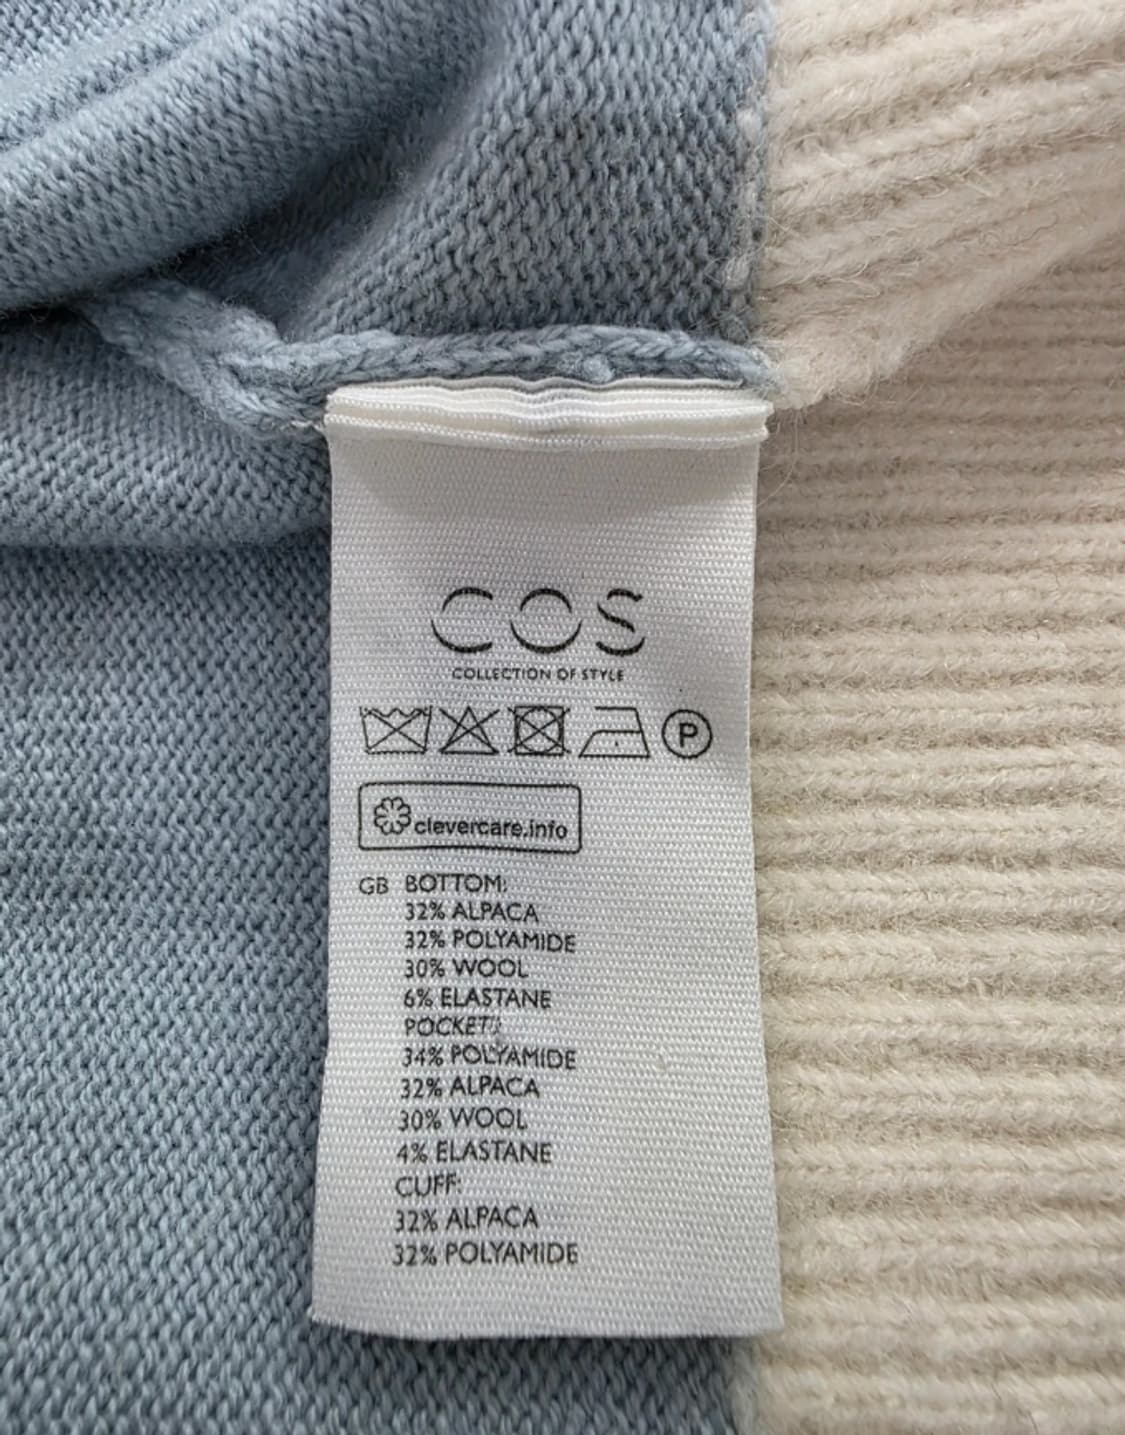 COS
COLLECTION OF STYLE
P
clevercare.info
GB BOTTOM:
32% ALPACA
32% POLYAMIDE
30% WOOL
6% ELASTANE
POCKET:
34% POLYAMIDE
32% ALPACA
30% WOOL
4% ELASTANE
CUFF:
32% ALPACA
32% POLYAMIDE